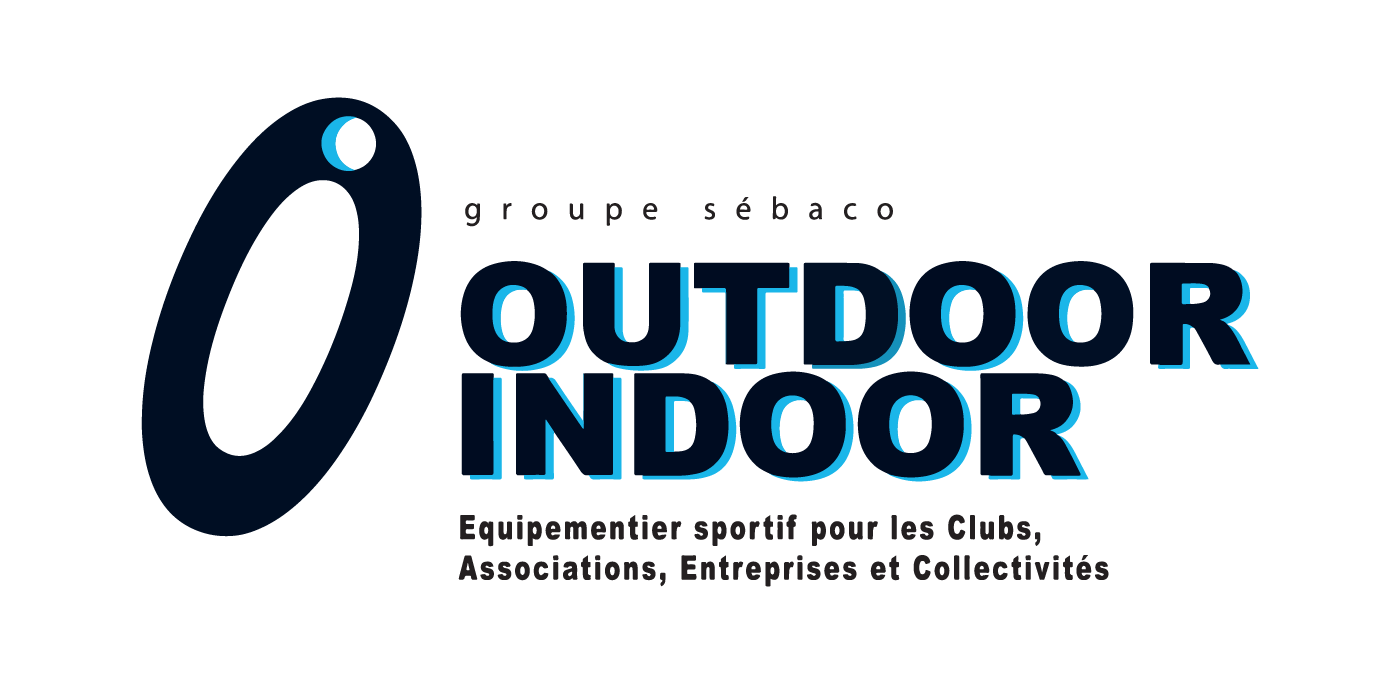 groupe sébaco
OUTDOOR
INDOOR
Equipementier sportif pour les Clubs,
Associations, Entreprises et Collectivités